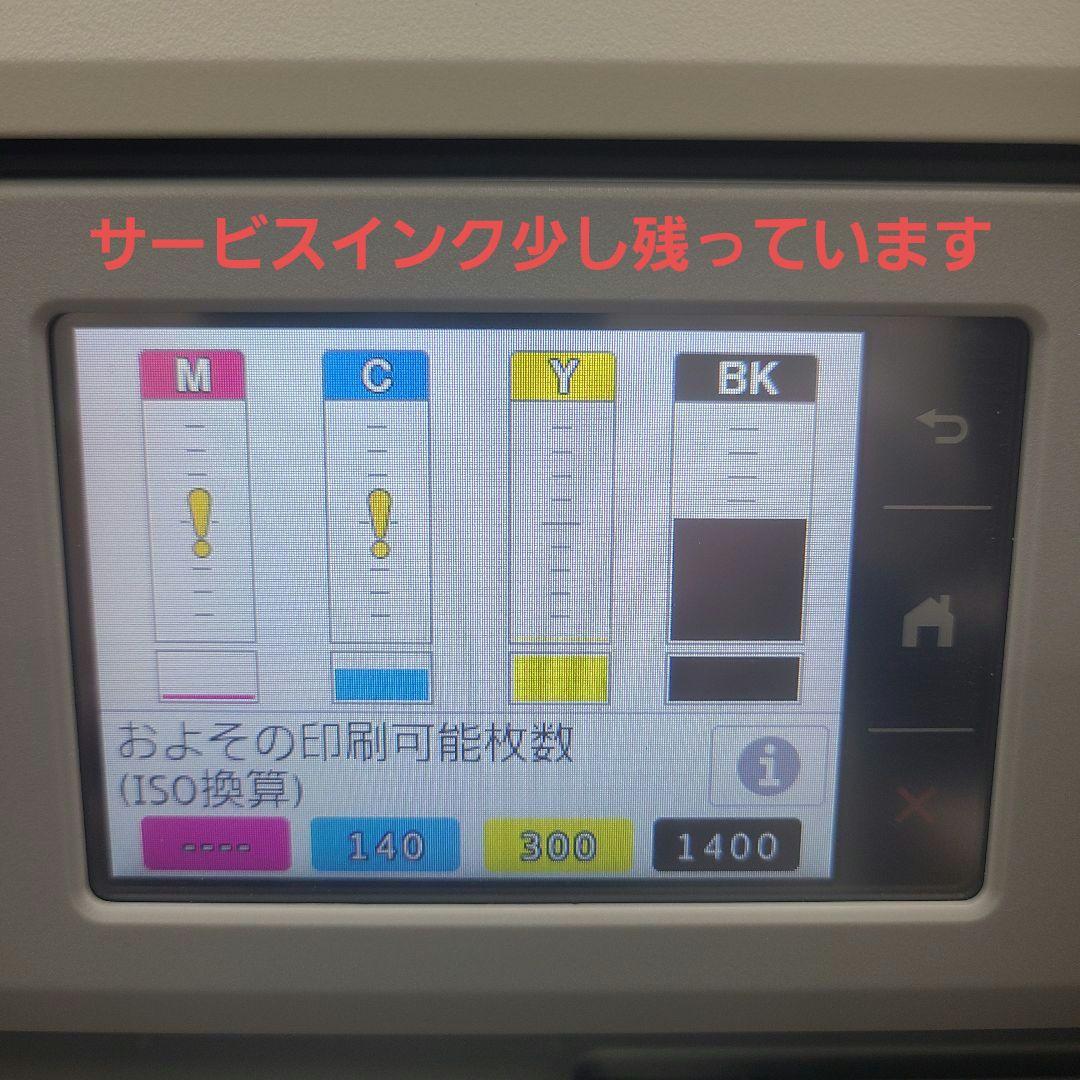 サービスインク少し残っています
M C Y BK
およその印刷可能枚数
(ISO換算)
---- 140 300 1400